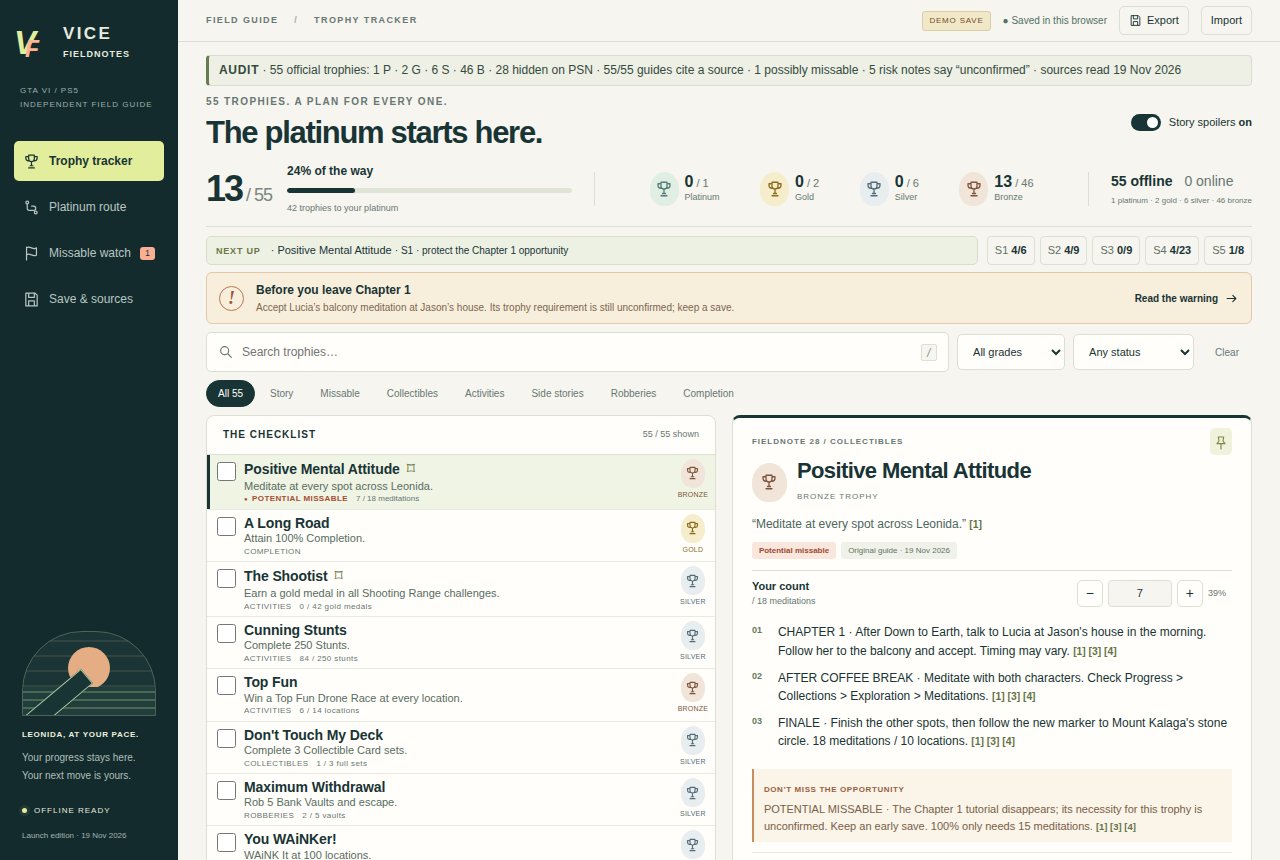 VICE
FIELDNOTES
GTA VI / PS5
INDEPENDENT FIELD GUIDE
Trophy tracker
Platinum route
Missable watch 1
Save & sources
LEONIDA, AT YOUR PACE.
Your progress stays here.
Your next move is yours.
OFFLINE READY
Launch edition · 19 Nov 2026
FIELD GUIDE / TROPHY TRACKER
DEMO SAVE
● Saved in this browser
Export
Import
AUDIT · 55 official trophies: 1 P · 2 G · 6 S · 46 B · 28 hidden on PSN · 55/55 guides cite a source · 1 possibly missable · 5 risk notes say “unconfirmed” · sources read 19 Nov 2026
55 TROPHIES. A PLAN FOR EVERY ONE.
The platinum starts here.
Story spoilers on
13 / 55
24% of the way
42 trophies to your platinum
0 / 1
Platinum
0 / 2
Gold
0 / 6
Silver
13 / 46
Bronze
55 offline 0 online
1 platinum · 2 gold · 6 silver · 46 bronze
NEXT UP · Positive Mental Attitude · S1 · protect the Chapter 1 opportunity
S1 4/6
S2 4/9
S3 0/9
S4 4/23
S5 1/8
! Before you leave Chapter 1
Accept Lucia’s balcony meditation at Jason’s house. Its trophy requirement is still unconfirmed; keep a save.
Read the warning →
Search trophies… /
All grades
Any status
Clear
All 55
Story
Missable
Collectibles
Activities
Side stories
Robberies
Completion
THE CHECKLIST
55 / 55 shown
Positive Mental Attitude
Meditate at every spot across Leonida.
• POTENTIAL MISSABLE 7 / 18 meditations
BRONZE
A Long Road
Attain 100% Completion.
COMPLETION
GOLD
The Shootist
Earn a gold medal in all Shooting Range challenges.
ACTIVITIES 0 / 42 gold medals
SILVER
Cunning Stunts
Complete 250 Stunts.
ACTIVITIES 84 / 250 stunts
SILVER
Top Fun
Win a Top Fun Drone Race at every location.
ACTIVITIES 6 / 14 locations
BRONZE
Don't Touch My Deck
Complete 3 Collectible Card sets.
COLLECTIBLES 1 / 3 full sets
SILVER
Maximum Withdrawal
Rob 5 Bank Vaults and escape.
ROBBERIES 2 / 5 vaults
SILVER
You WAiNKer!
WAiNK It at 100 locations.
FIELDNOTE 28 / COLLECTIBLES
Positive Mental Attitude
BRONZE TROPHY
“Meditate at every spot across Leonida.” [1]
Potential missable
Original guide · 19 Nov 2026
Your count
/ 18 meditations
− 7 + 39%
01 CHAPTER 1 · After Down to Earth, talk to Lucia at Jason's house in the morning.
Follow her to the balcony and accept. Timing may vary. [1] [3] [4]
02 AFTER COFFEE BREAK · Meditate with both characters. Check Progress >
Collections > Exploration > Meditations. [1] [3] [4]
03 FINALE · Finish the other spots, then follow the new marker to Mount Kalaga's stone
circle. 18 meditations / 10 locations. [1] [3] [4]
DON'T MISS THE OPPORTUNITY
POTENTIAL MISSABLE · The Chapter 1 tutorial disappears; its necessity for this trophy is
unconfirmed. Keep an early save. 100% only needs 15 meditations. [1] [3] [4]